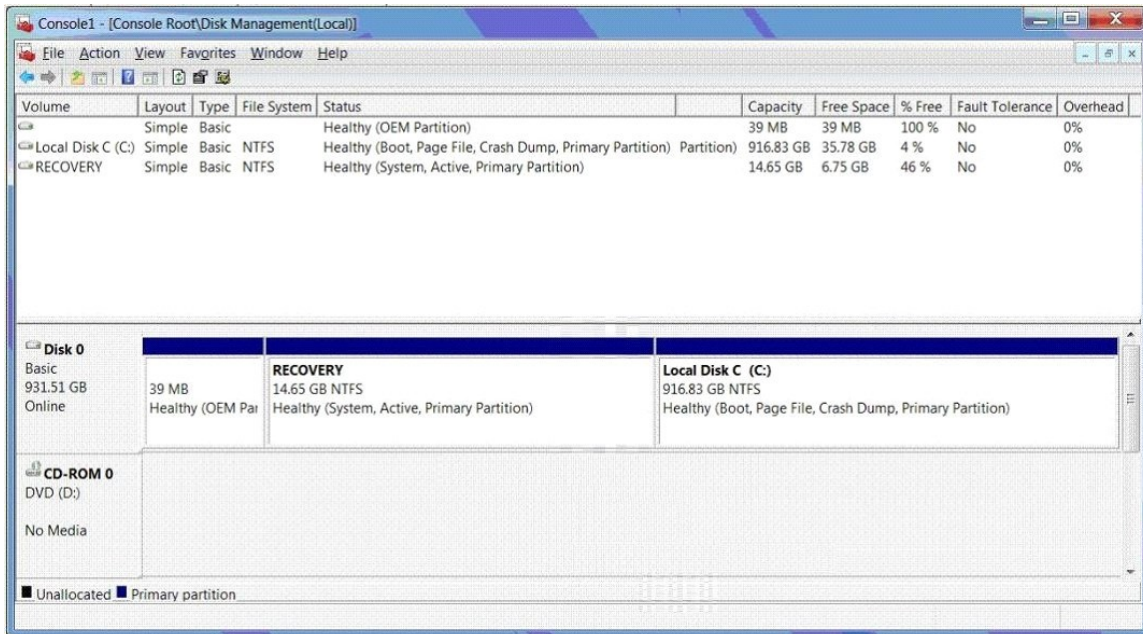 Console1 - [Console Root\Disk Management(Local)]
File Action View Favorites Window Help
Volume Layout Type File System Status Capacity Free Space % Free Fault Tolerance Overhead
Simple Basic Healthy (OEM Partition) 39 MB 39 MB 100 % No 0%
Local Disk C (C:) Simple Basic NTFS Healthy (Boot, Page File, Crash Dump, Primary Partition) Partition) 916.83 GB 35.78 GB 4 % No 0%
RECOVERY Simple Basic NTFS Healthy (System, Active, Primary Partition) 14.65 GB 6.75 GB 46 % No 0%
Disk 0
Basic
931.51 GB
Online
39 MB
Healthy (OEM Par
RECOVERY
14.65 GB NTFS
Healthy (System, Active, Primary Partition)
Local Disk C (C:)
916.83 GB NTFS
Healthy (Boot, Page File, Crash Dump, Primary Partition)
CD-ROM 0
DVD (D:)
No Media
Unallocated Primary partition